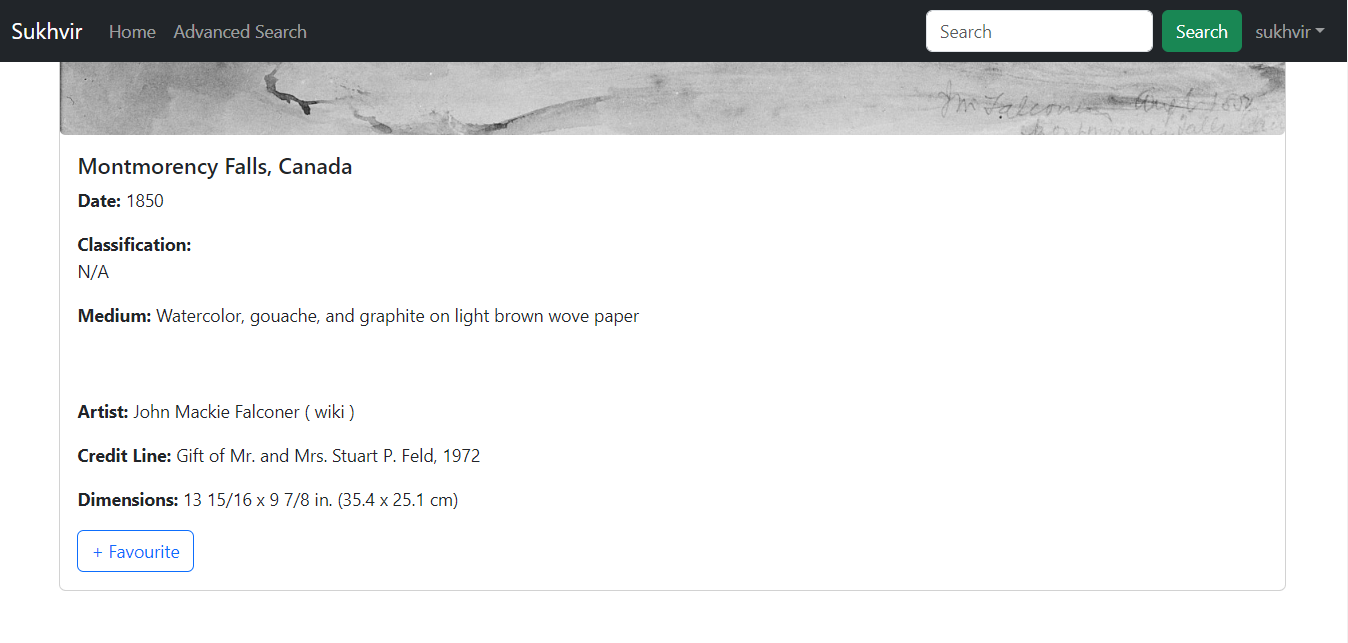 Sukhvir Home Advanced Search Search Search sukhvir
JM Falconer Aug
Montmorency Falls, Canada
Date: 1850
Classification:
N/A
Medium: Watercolor, gouache, and graphite on light brown wove paper
Artist: John Mackie Falconer ( wiki )
Credit Line: Gift of Mr. and Mrs. Stuart P. Feld, 1972
Dimensions: 13 15/16 x 9 7/8 in. (35.4 x 25.1 cm)
+ Favourite